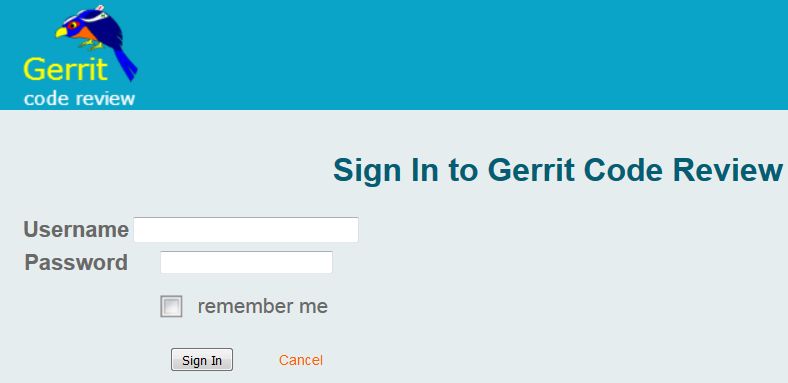 Gerrit
code review
Sign In to Gerrit Code Review
Username
Password
remember me
Sign In Cancel